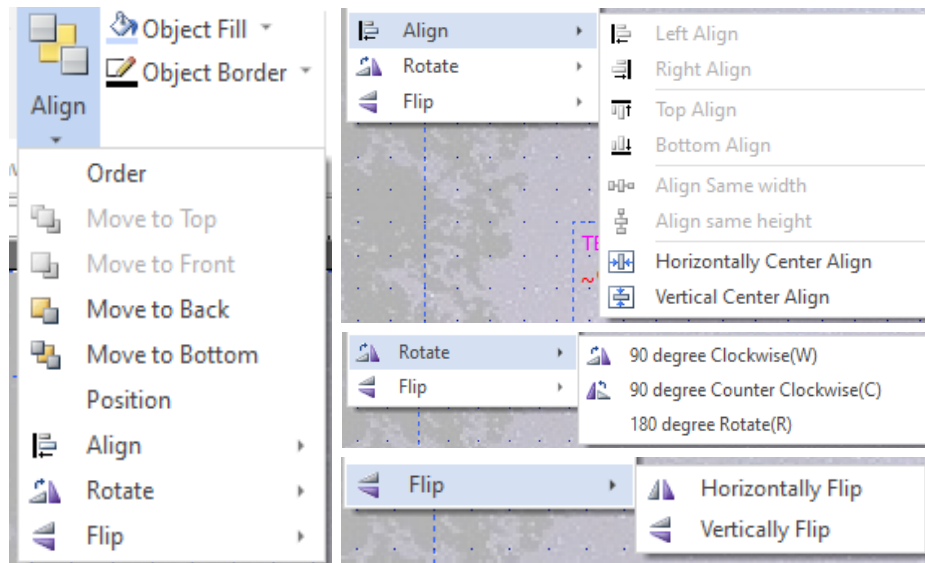 Object Fill
Object Border
Align
Order
Move to Top
Move to Front
Move to Back
Move to Bottom
Position
Align
Rotate
Flip
Align
Rotate
Flip
Left Align
Right Align
Top Align
Bottom Align
Align Same width
Align same height
Horizontally Center Align
Vertical Center Align
Rotate
Flip
90 degree Clockwise(W)
90 degree Counter Clockwise(C)
180 degree Rotate(R)
Flip
Horizontally Flip
Vertically Flip